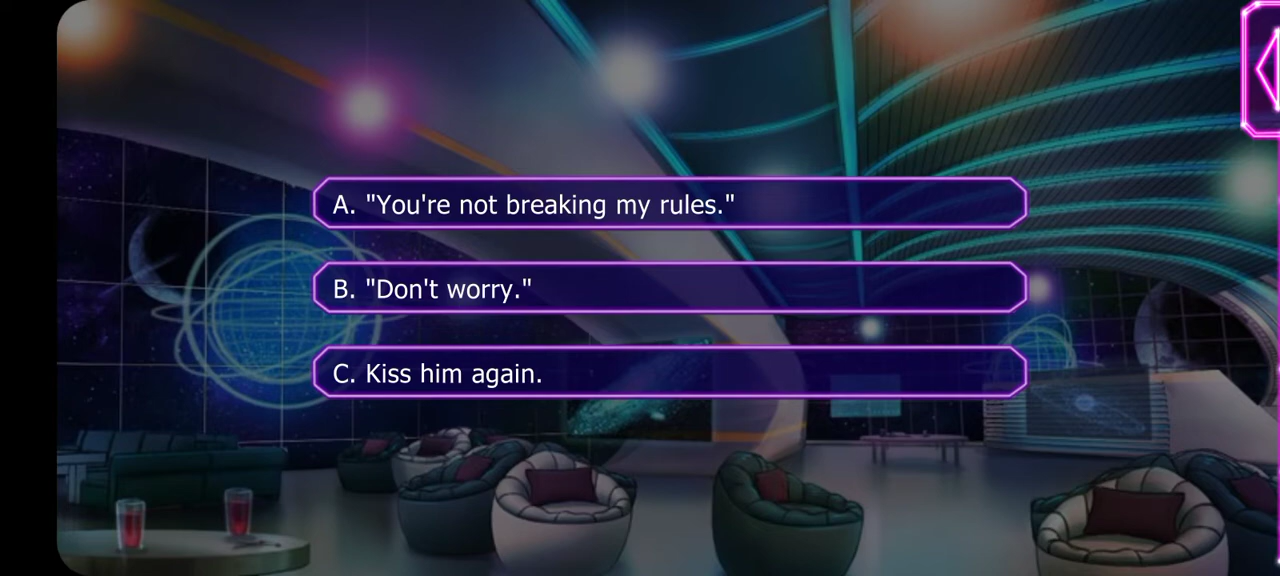 A. "You're not breaking my rules."
B. "Don't worry."
C. Kiss him again.